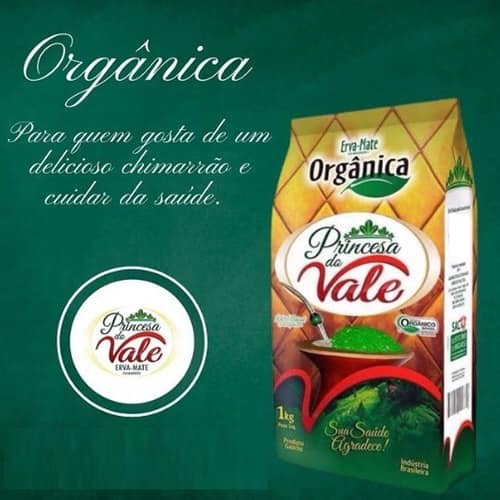 Orgânica
Para quem gosta de um
delicioso chimarrão e
cuidar da saúde.
Princesa
do
Vale
ERVA-MATE
Erva-Mate
Orgânica
Princesa
do
Vale
ORGÂNICO
SAC
1kg
Sua Saúde
Agradece!
Produto
Gaúcho
Indústria
Brasileira